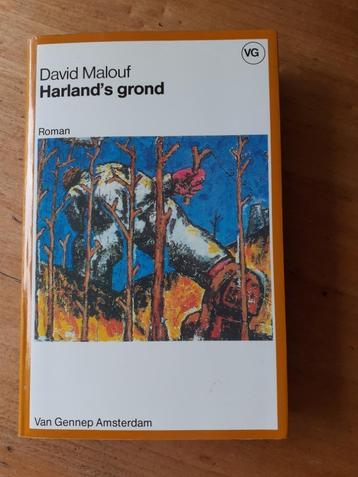 VG
David Malouf
Harland's grond
Roman
Van Gennep Amsterdam